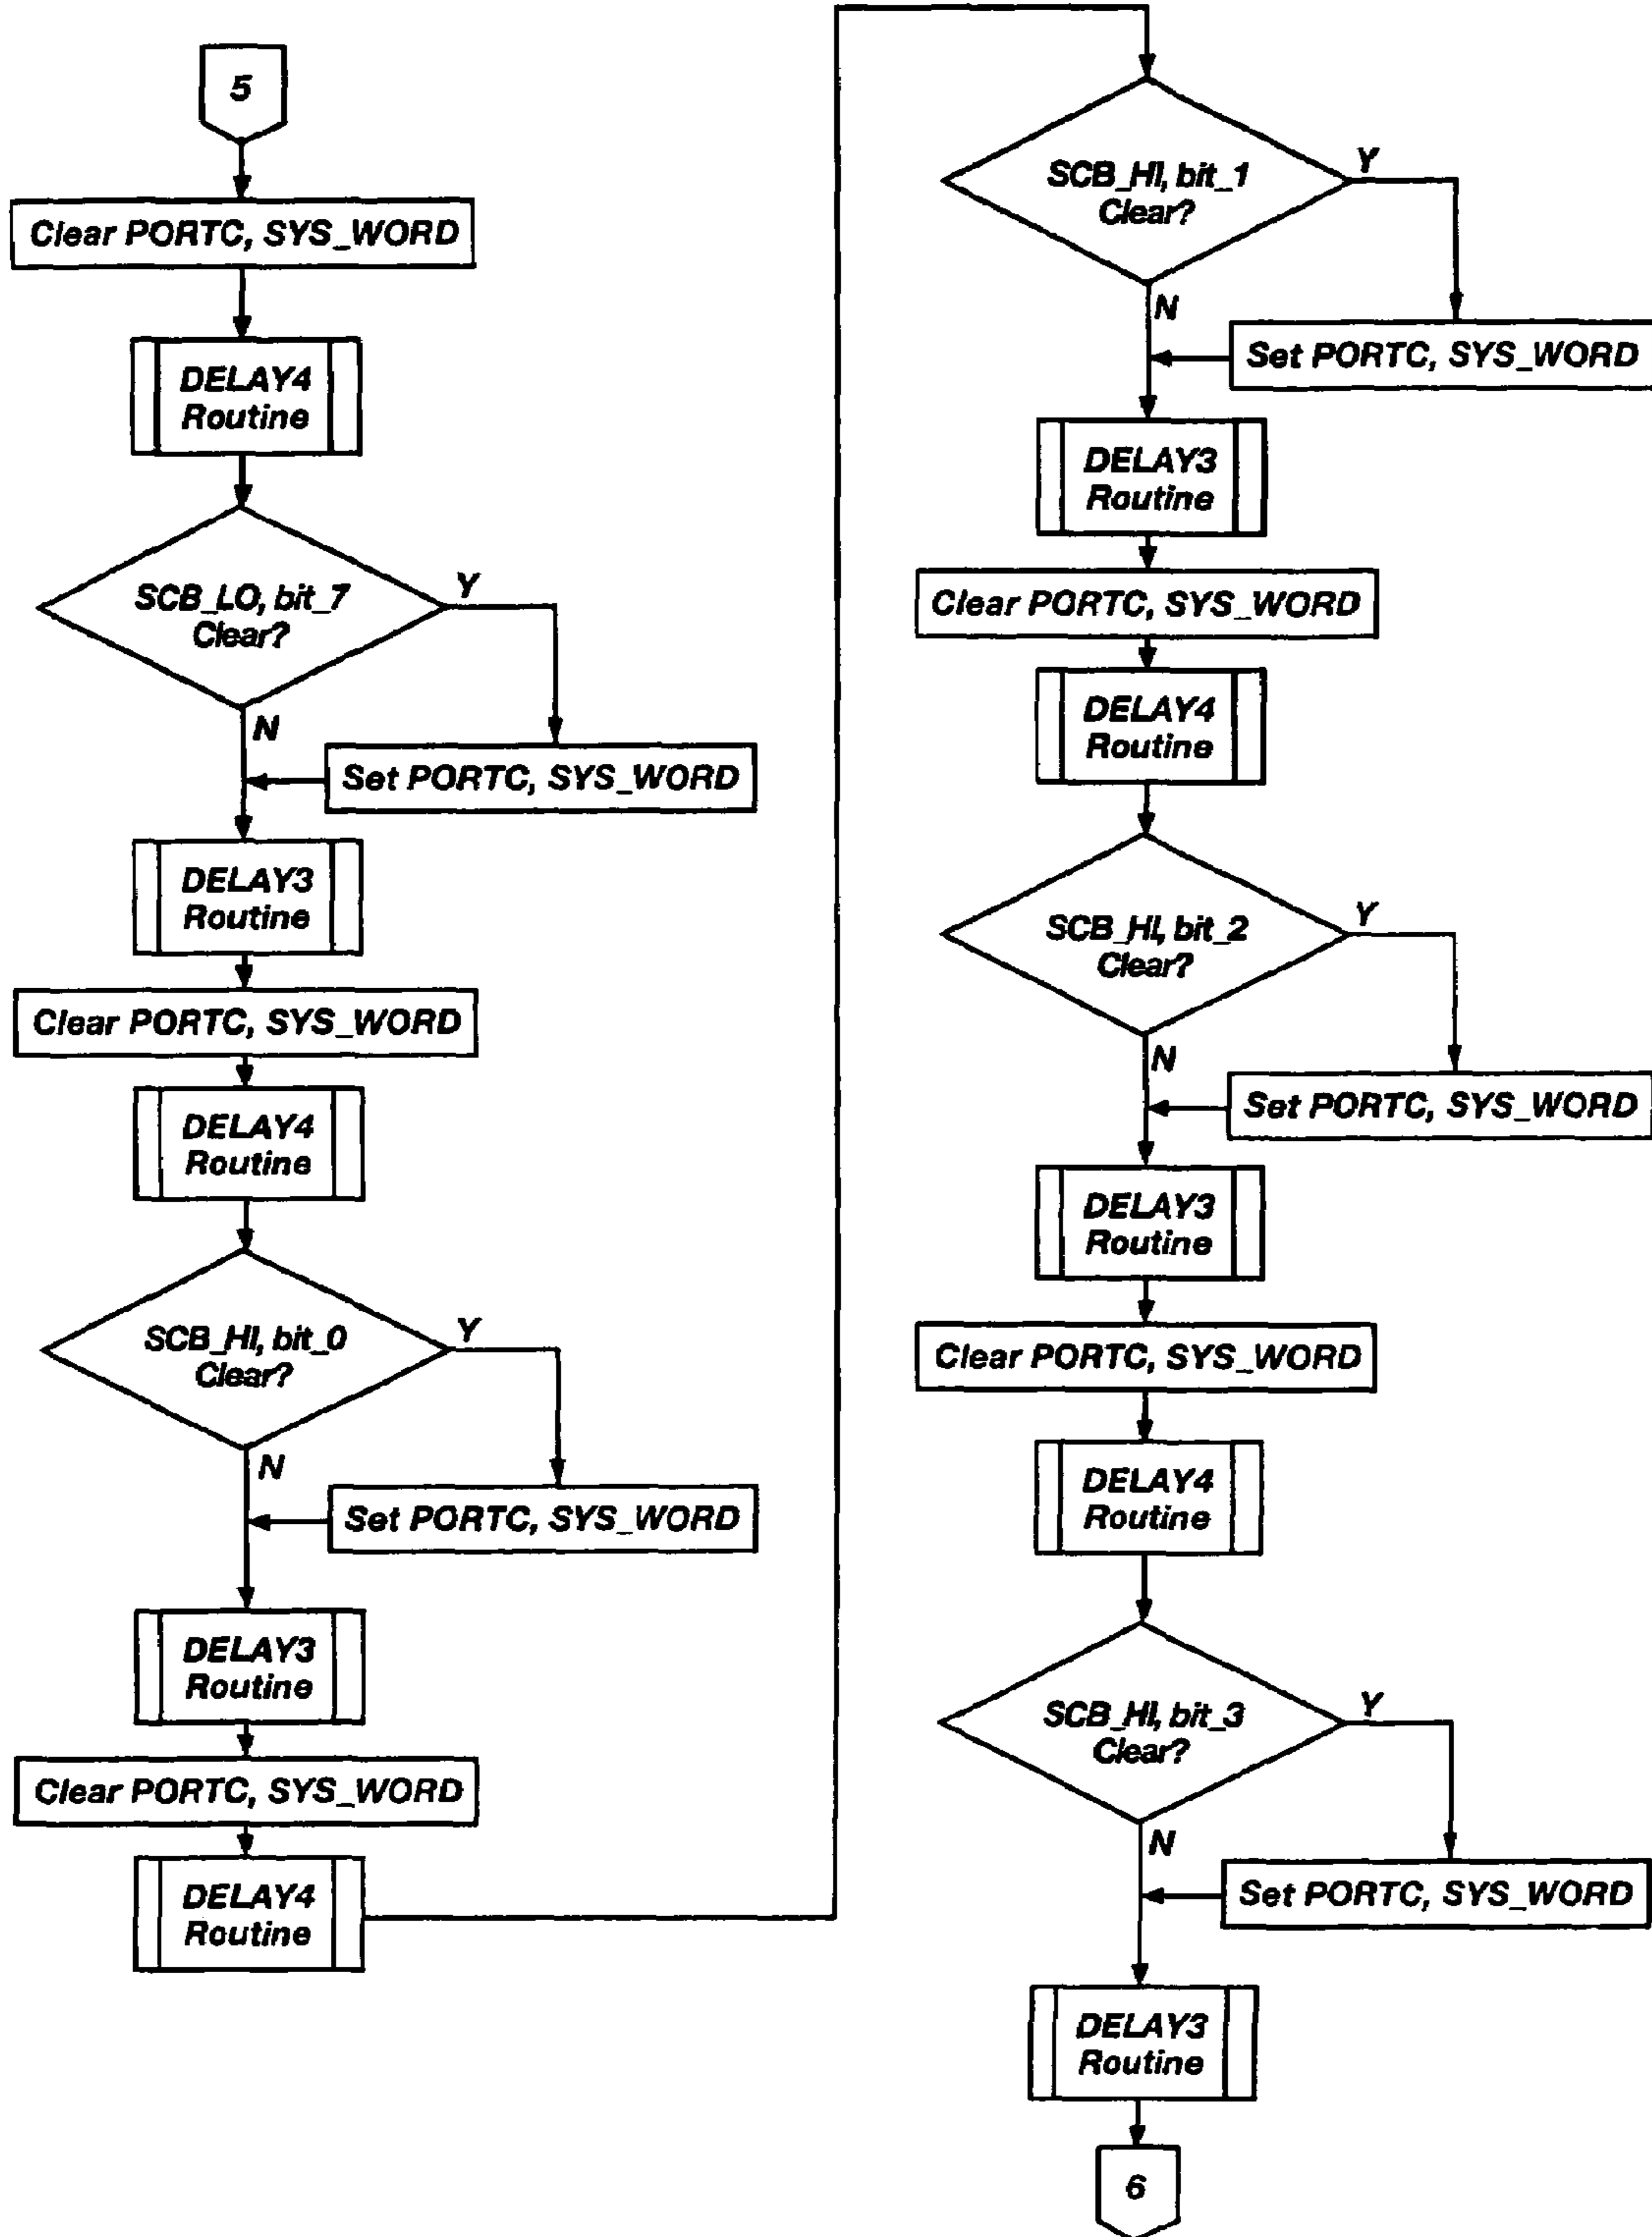 5
Clear PORTC, SYS_WORD
DELAY4
Routine
SCB_LO, bit_7
Clear?
Y
N
Set PORTC, SYS_WORD
DELAY3
Routine
Clear PORTC, SYS_WORD
DELAY4
Routine
SCB_HI, bit_0
Clear?
Y
N
Set PORTC, SYS_WORD
DELAY3
Routine
Clear PORTC, SYS_WORD
DELAY4
Routine
SCB_HI, bit_1
Clear?
Y
N
Set PORTC, SYS_WORD
DELAY3
Routine
Clear PORTC, SYS_WORD
DELAY4
Routine
SCB_HI, bit_2
Clear?
Y
N
Set PORTC, SYS_WORD
DELAY3
Routine
Clear PORTC, SYS_WORD
DELAY4
Routine
SCB_HI, bit_3
Clear?
Y
N
Set PORTC, SYS_WORD
DELAY3
Routine
6